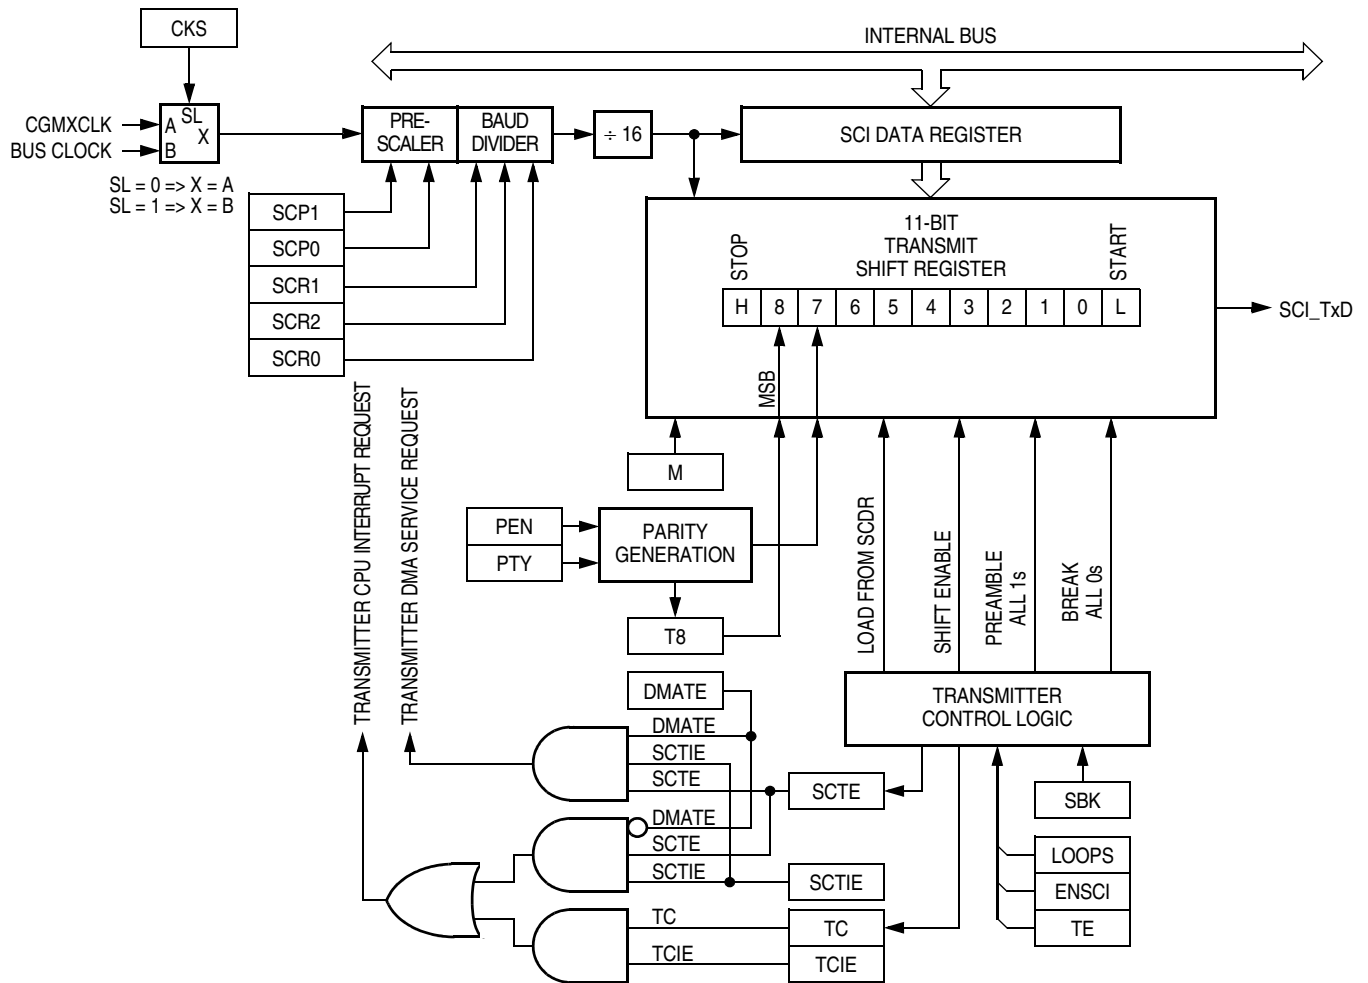 CKS
INTERNAL BUS
CGMXCLK
BUS CLOCK
SL
A
X
B
SL = 0 => X = A
SL = 1 => X = B
PRE-
SCALER
BAUD
DIVIDER
÷ 16
SCI DATA REGISTER
SCP1
SCP0
SCR1
SCR2
SCR0
11-BIT
TRANSMIT
SHIFT REGISTER
STOP
START
H 8 7 6 5 4 3 2 1 0 L
SCI_TxD
MSB
TRANSMITTER CPU INTERRUPT REQUEST
TRANSMITTER DMA SERVICE REQUEST
M
PEN
PTY
PARITY
GENERATION
T8
LOAD FROM SCDR
SHIFT ENABLE
PREAMBLE
ALL 1s
BREAK
ALL 0s
TRANSMITTER
CONTROL LOGIC
DMATE
DMATE
SCTIE
SCTE
SCTE
SBK
DMATE
SCTE
SCTIE
SCTIE
LOOPS
ENSCI
TE
TC
TC
TCIE
TCIE